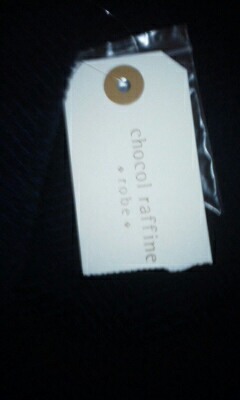 chocol raffine
* robe *